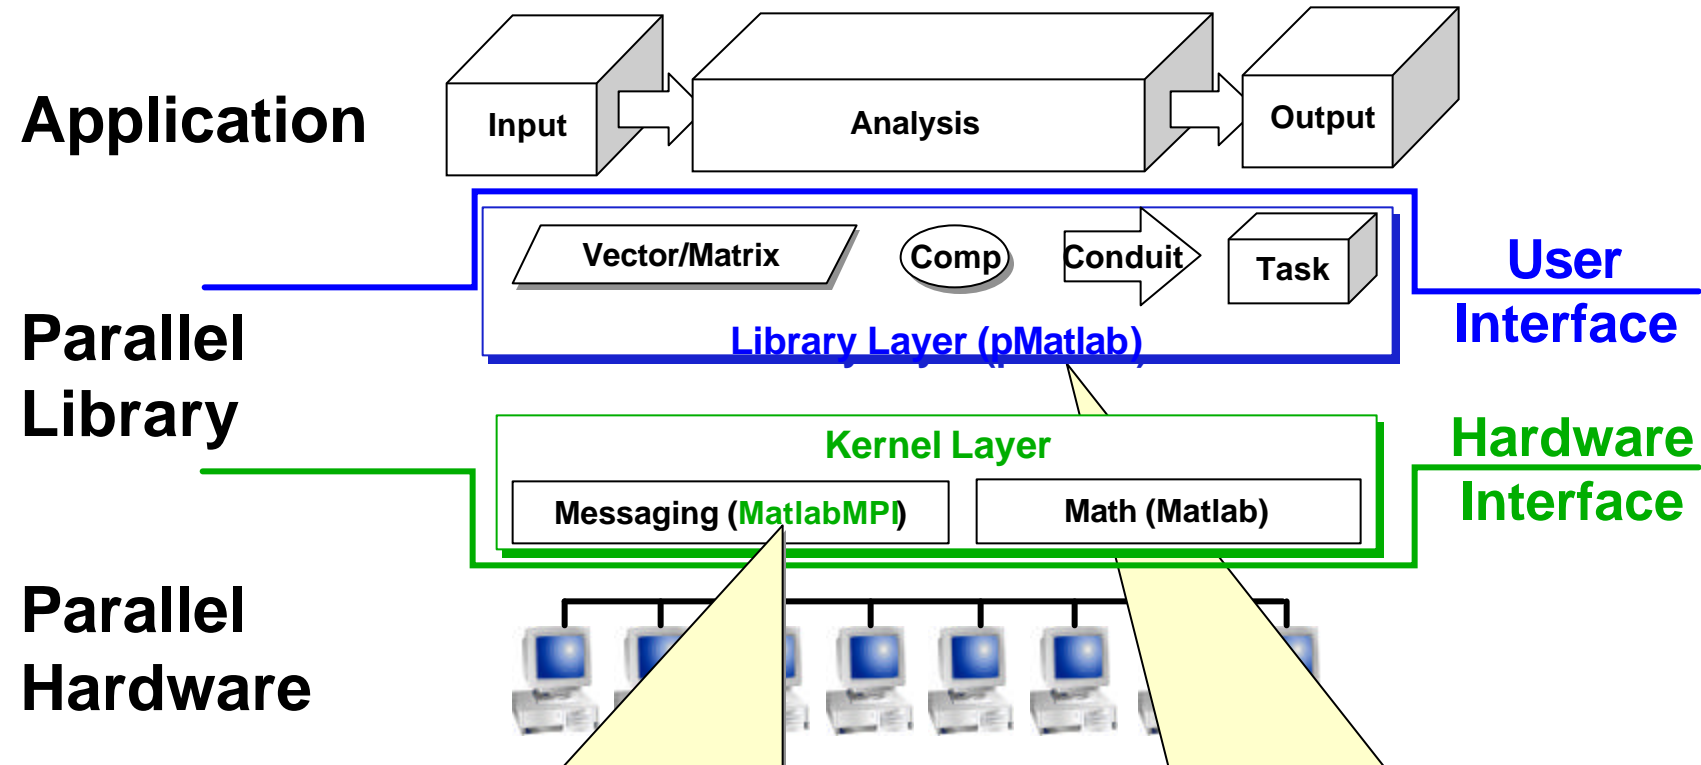 Application
Input
Analysis
Output
Vector/Matrix
Comp
Conduit
Task
Library Layer (pMatlab)
User
Interface
Parallel
Library
Kernel Layer
Messaging (MatlabMPI)
Math (Matlab)
Hardware
Interface
Parallel
Hardware